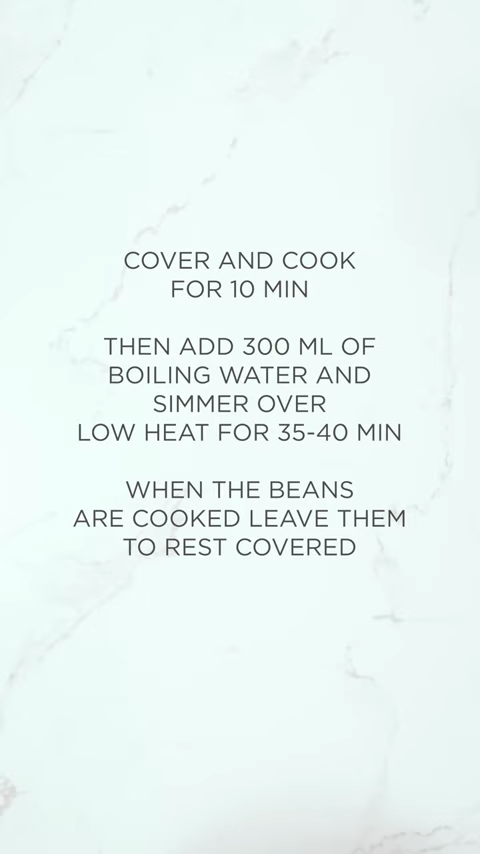 COVER AND COOK
FOR 10 MIN
THEN ADD 300 ML OF
BOILING WATER AND
SIMMER OVER
LOW HEAT FOR 35-40 MIN
WHEN THE BEANS
ARE COOKED LEAVE THEM
TO REST COVERED